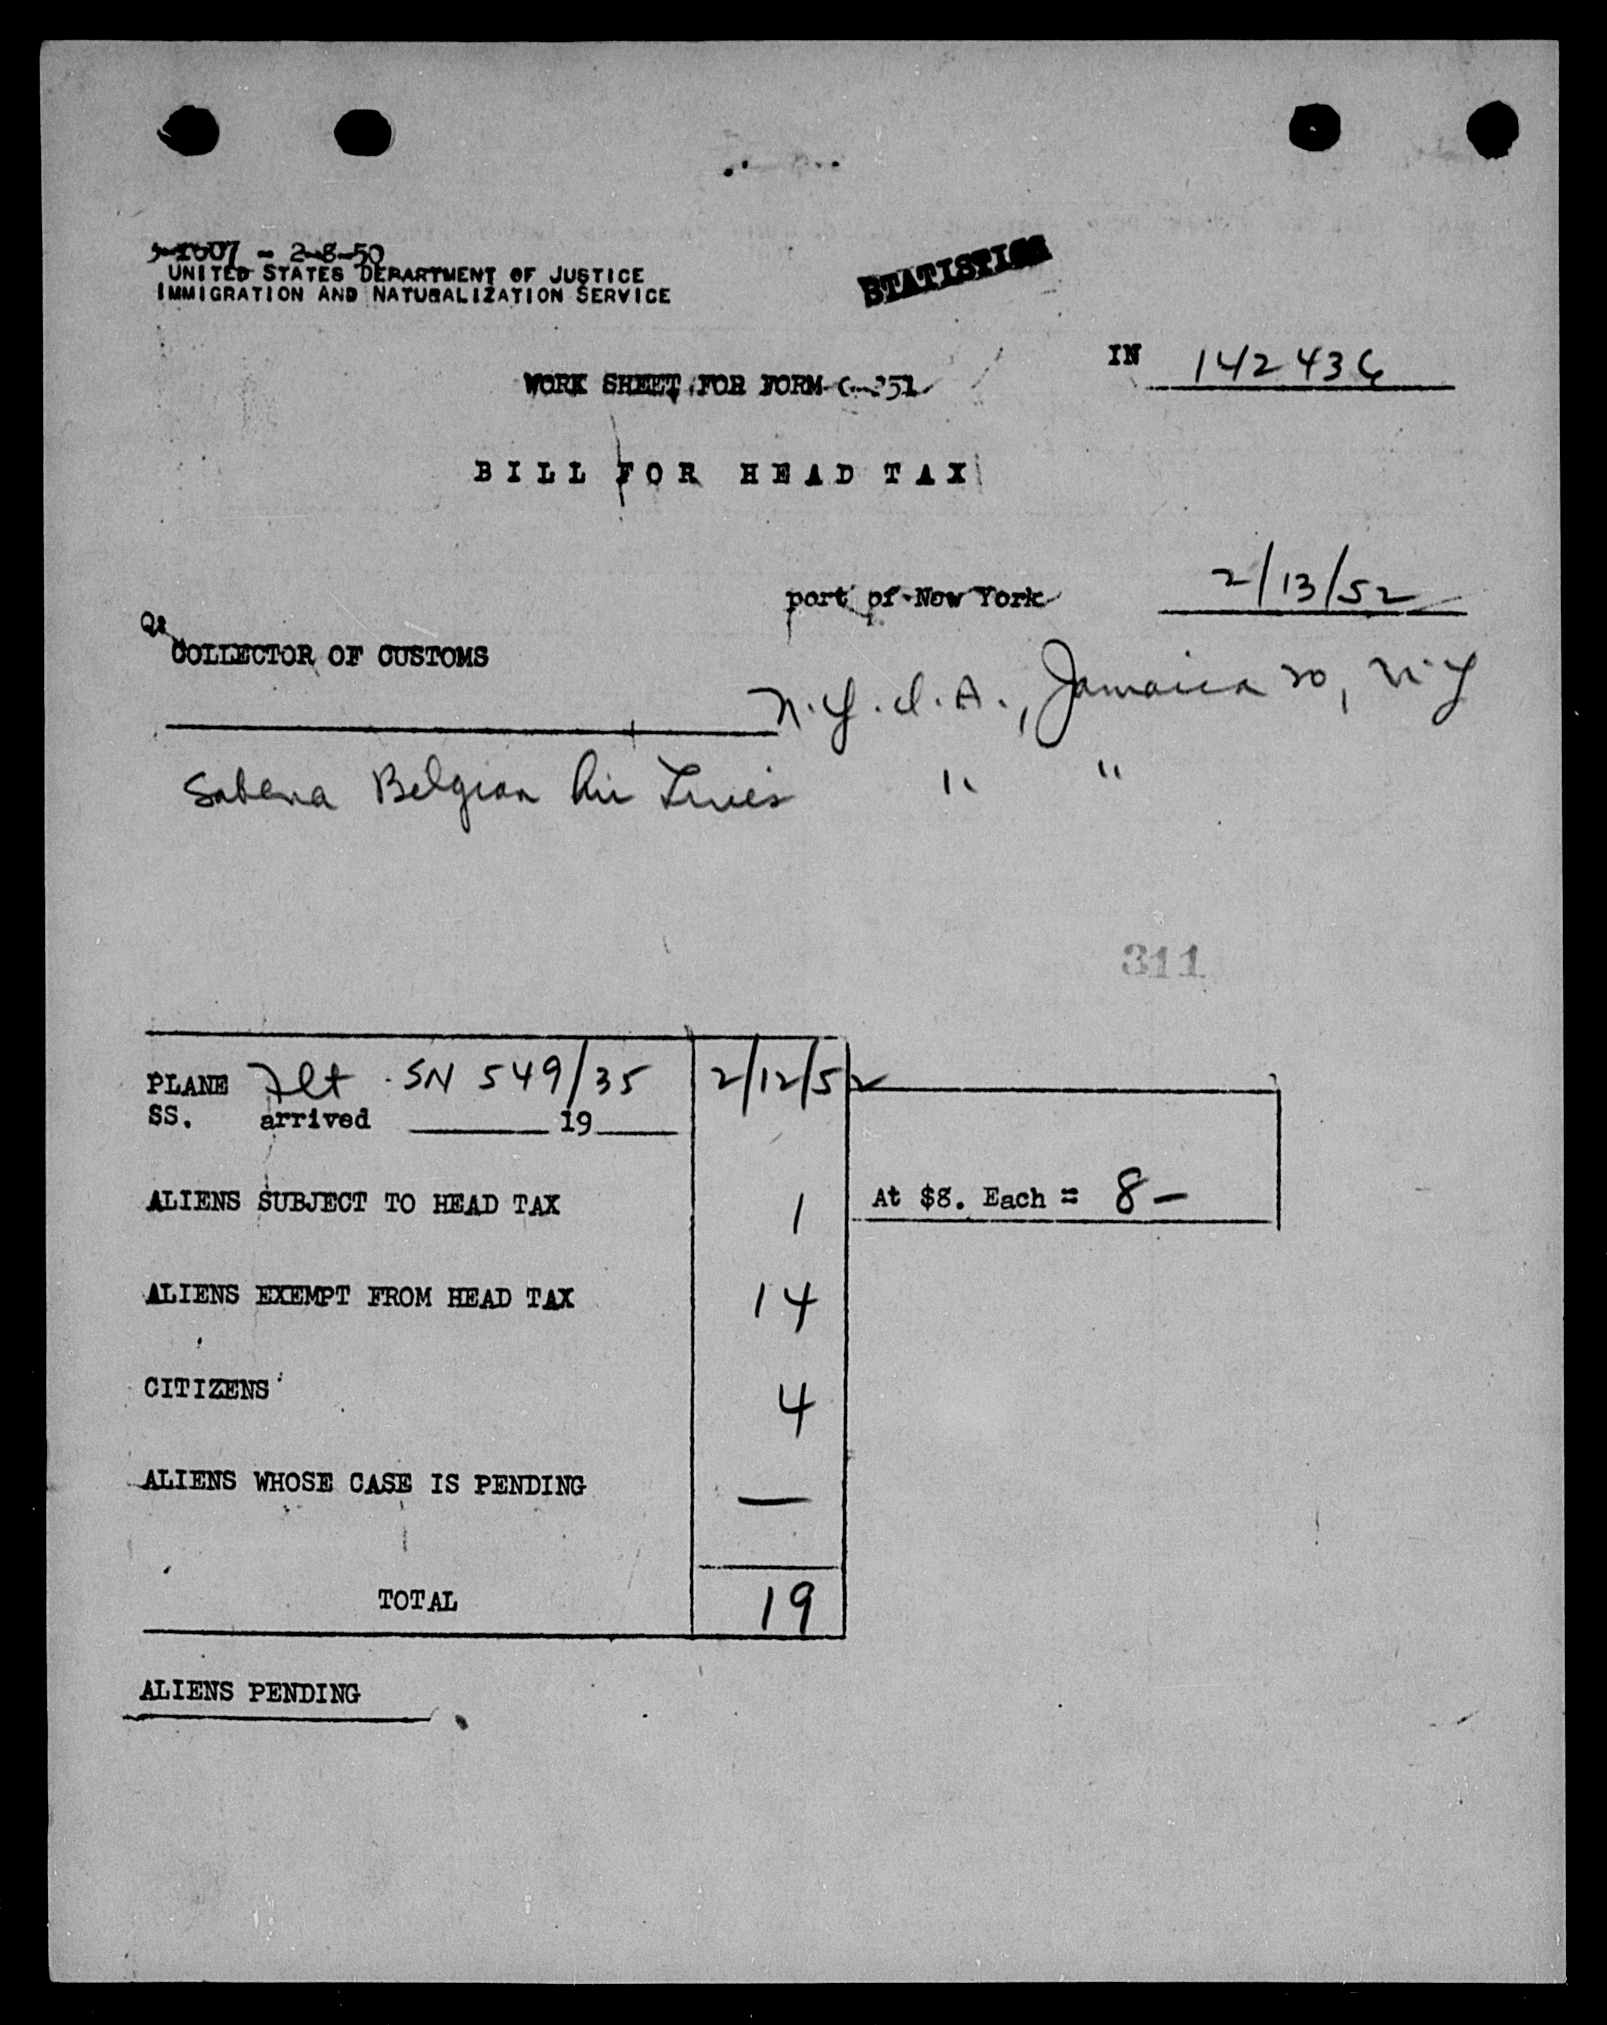 -1607 - 2-8-50
UNITED STATES DEPARTMENT OF JUSTICE
IMMIGRATION AND NATURALIZATION SERVICE
STATISTICS
IN 142436
WORK SHEET FOR FORM 51
BILL FOR HEAD TAX
port of New York 2/13/52
COLLECTOR OF CUSTOMS
N.Y.I.A., Jamaica 20, N.Y
Sabena Belgian Air Lines " "
311
PLANE Flt SN 549/35 2/12/52
SS. arrived 19
ALIENS SUBJECT TO HEAD TAX 1 At $8. Each = 8-
ALIENS EXEMPT FROM HEAD TAX 14
CITIZENS 4
ALIENS WHOSE CASE IS PENDING —
TOTAL 19
ALIENS PENDING